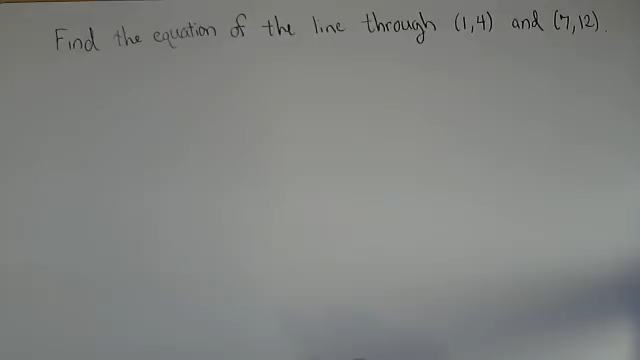 Find the equation of the line through (1,4) and (7,12).